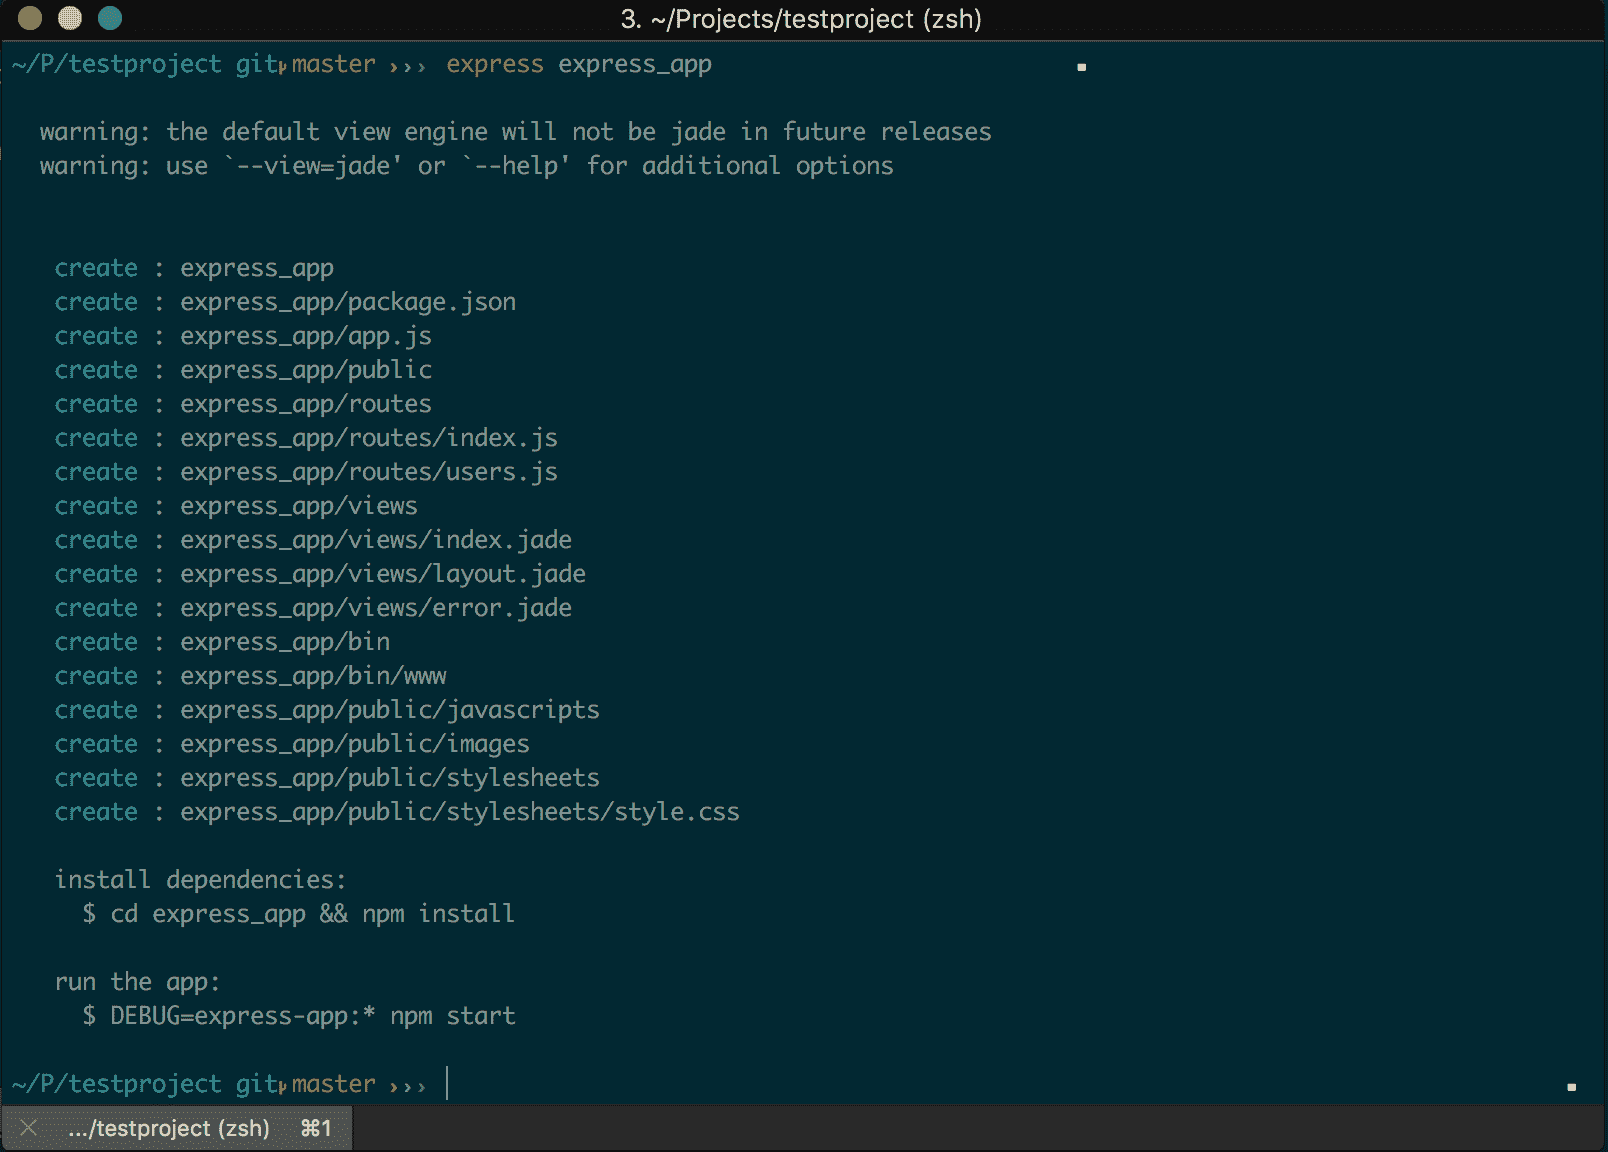 3. ~/Projects/testproject (zsh)
~/P/testproject git master ››› express express_app
warning: the default view engine will not be jade in future releases
warning: use `--view=jade' or `--help' for additional options
create : express_app
create : express_app/package.json
create : express_app/app.js
create : express_app/public
create : express_app/routes
create : express_app/routes/index.js
create : express_app/routes/users.js
create : express_app/views
create : express_app/views/index.jade
create : express_app/views/layout.jade
create : express_app/views/error.jade
create : express_app/bin
create : express_app/bin/www
create : express_app/public/javascripts
create : express_app/public/images
create : express_app/public/stylesheets
create : express_app/public/stylesheets/style.css
install dependencies:
$ cd express_app && npm install
run the app:
$ DEBUG=express-app:* npm start
~/P/testproject git master ›››
.../testproject (zsh) ⌘1